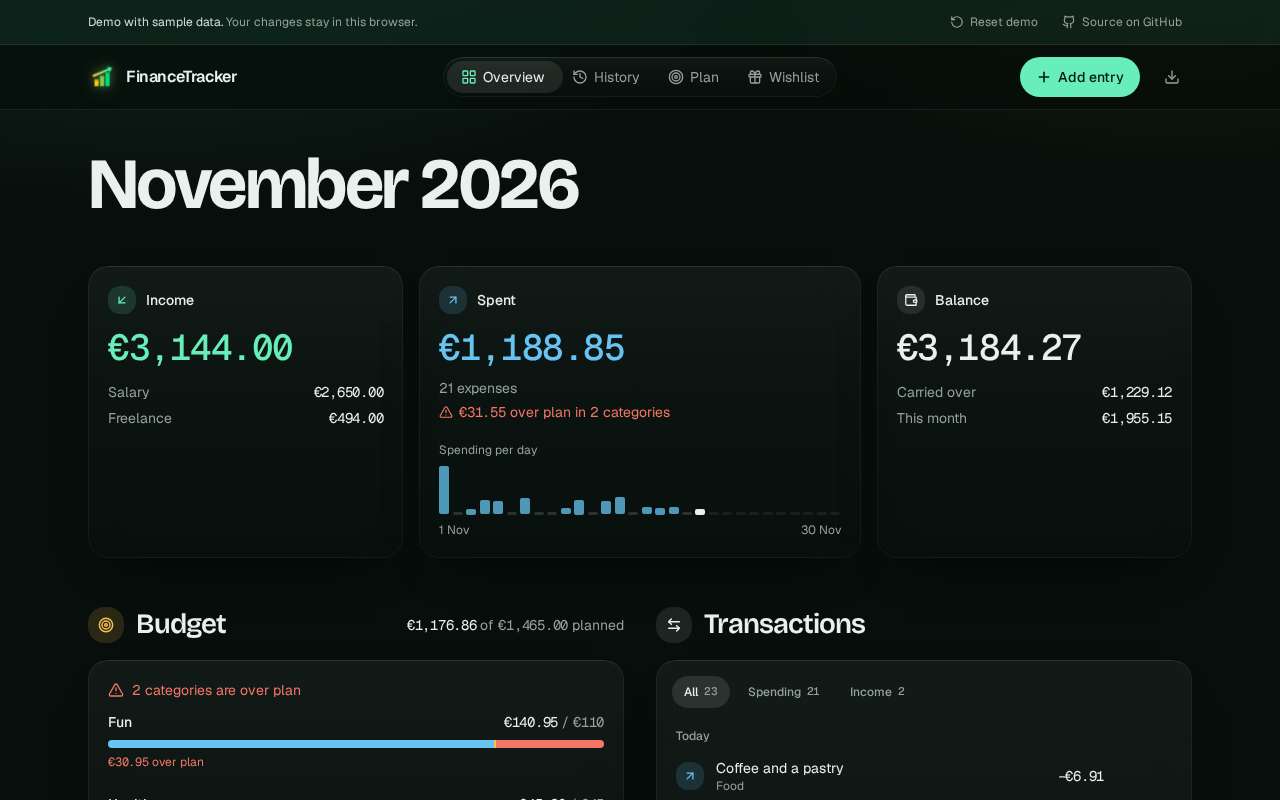 Demo with sample data. Your changes stay in this browser.
Reset demo
Source on GitHub
FinanceTracker
Overview
History
Plan
Wishlist
Add entry
November 2026
Income
€3,144.00
Salary €2,650.00
Freelance €494.00
Spent
€1,188.85
21 expenses
€31.55 over plan in 2 categories
Spending per day
1 Nov 30 Nov
Balance
€3,184.27
Carried over €1,229.12
This month €1,955.15
Budget
€1,176.86 of €1,465.00 planned
2 categories are over plan
Fun €140.95 / €110
€30.95 over plan
Transactions
All 23
Spending 21
Income 2
Today
Coffee and a pastry
Food
−€6.91